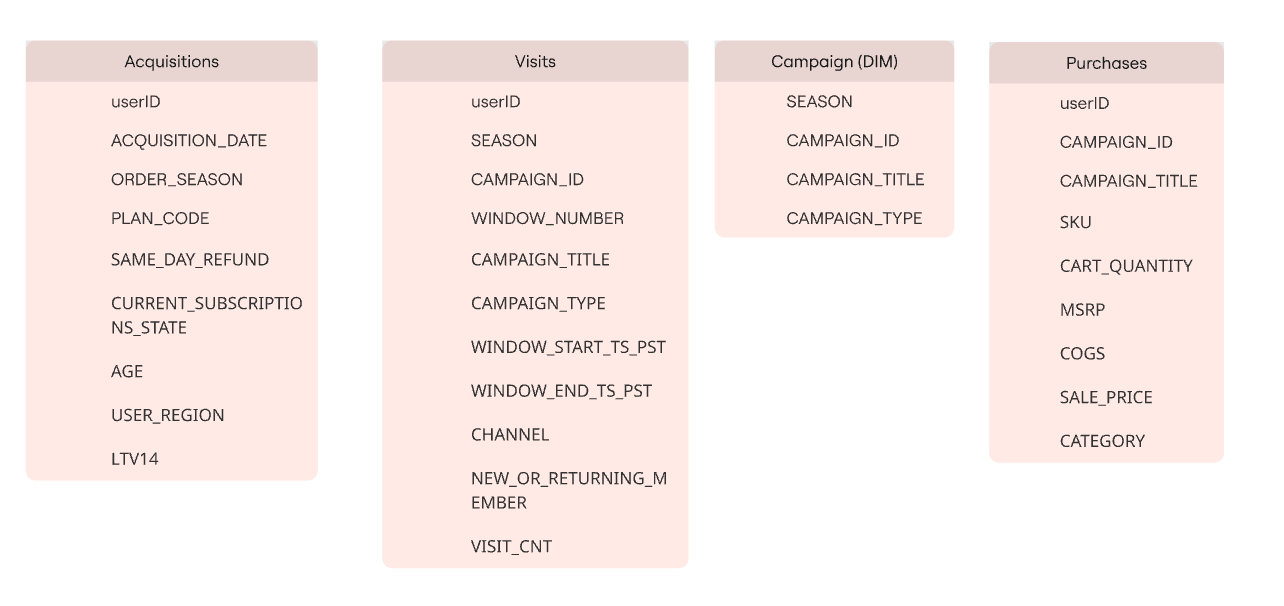 Acquisitions
userID
ACQUISITION_DATE
ORDER_SEASON
PLAN_CODE
SAME_DAY_REFUND
CURRENT_SUBSCRIPTIO
NS_STATE
AGE
USER_REGION
LTV14
Visits
userID
SEASON
CAMPAIGN_ID
WINDOW_NUMBER
CAMPAIGN_TITLE
CAMPAIGN_TYPE
WINDOW_START_TS_PST
WINDOW_END_TS_PST
CHANNEL
NEW_OR_RETURNING_M
EMBER
VISIT_CNT
Campaign (DIM)
SEASON
CAMPAIGN_ID
CAMPAIGN_TITLE
CAMPAIGN_TYPE
Purchases
userID
CAMPAIGN_ID
CAMPAIGN_TITLE
SKU
CART_QUANTITY
MSRP
COGS
SALE_PRICE
CATEGORY